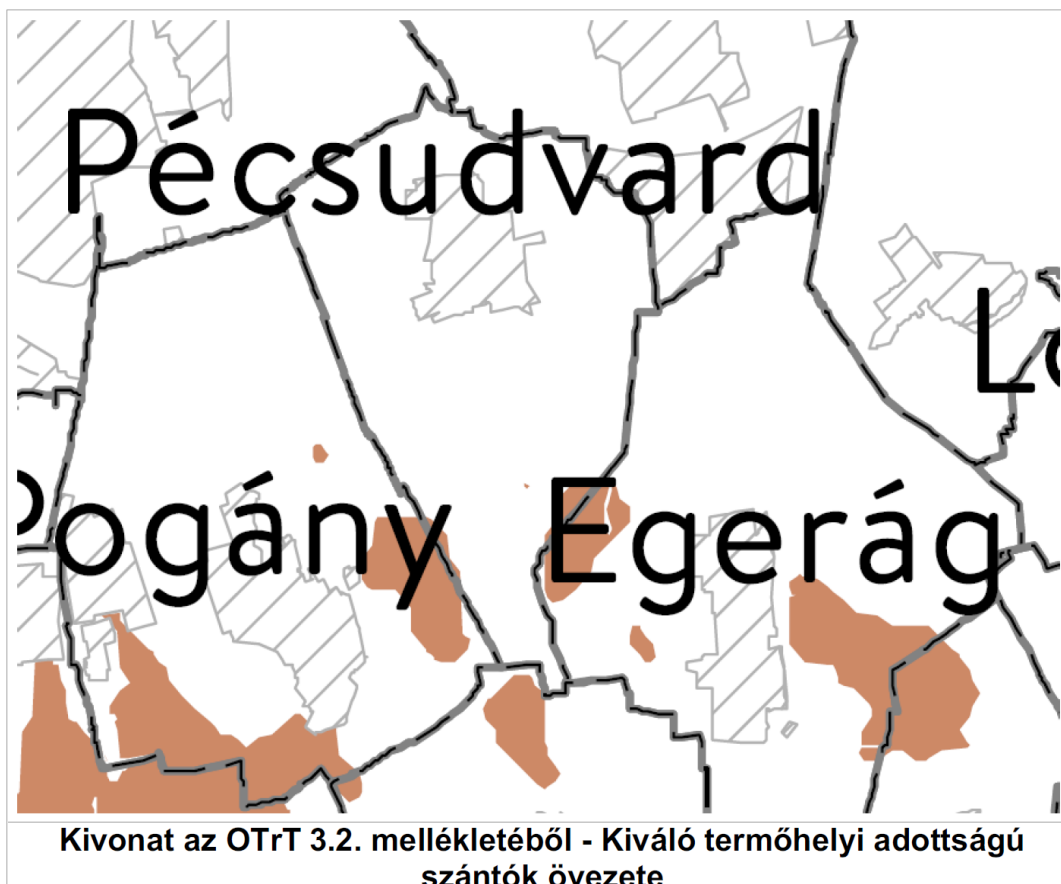 Pécsudvard
Lo
Pogány Egerág
Kivonat az OTrT 3.2. mellékletéből - Kiváló termőhelyi adottságú
szántók övezete